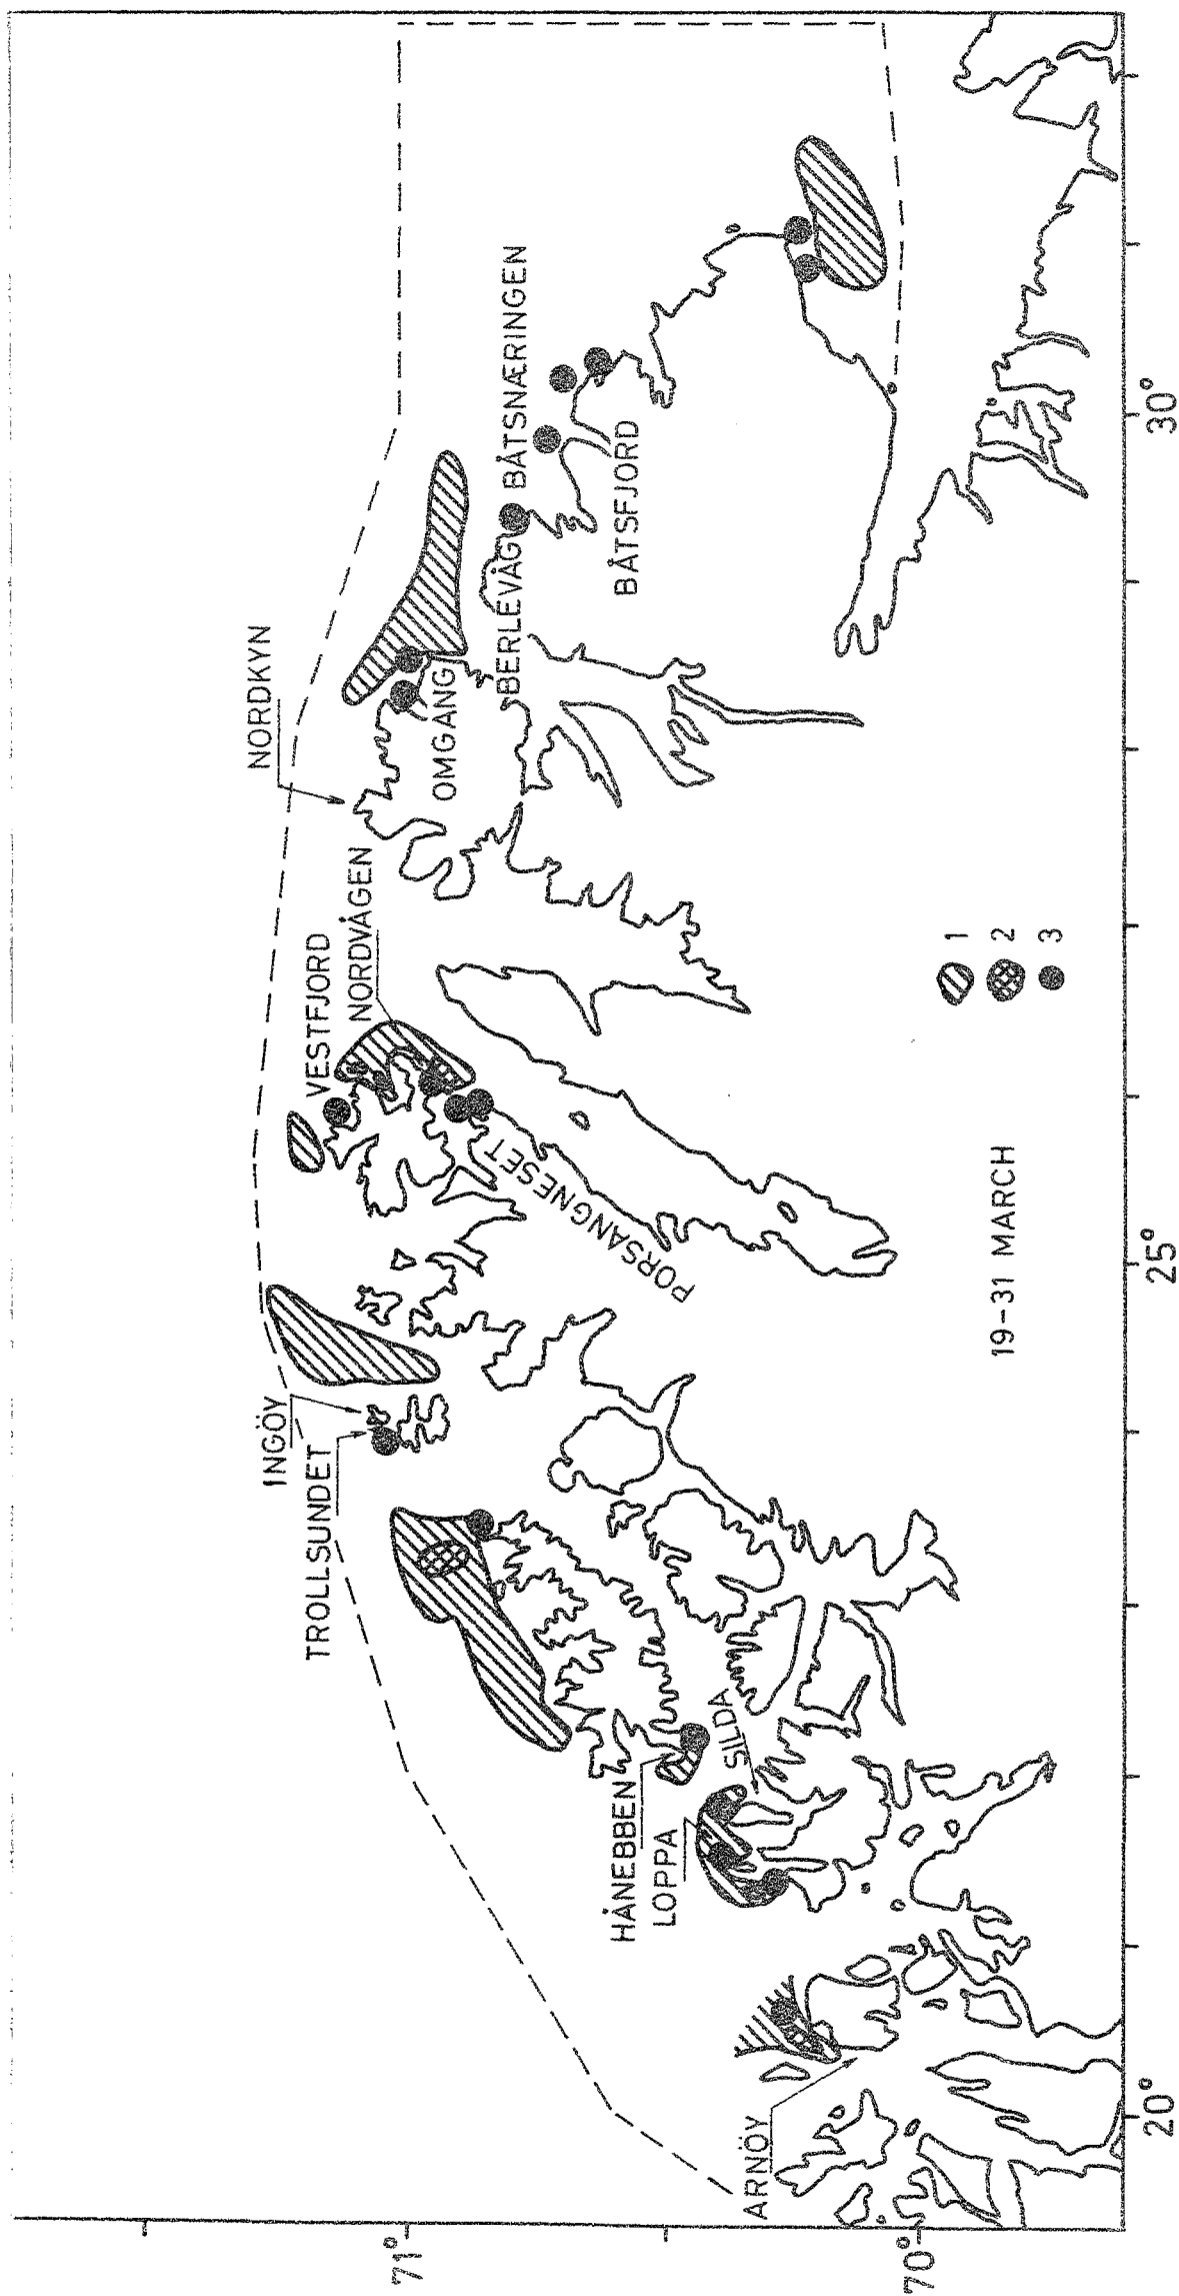 NORDKYN
VESTFJORD
NORDVÅGEN
INGÖY
TROLLSUNDET
OMGANG
BERLEVÅG
BÅTSNÆRINGEN
BÅTSFJORD
PORSANGNESET
HÅNEBBEN
LOPPA
SILDA
ARNÖY
1
2
3
19-31 MARCH
71°
70°
20°
25°
30°